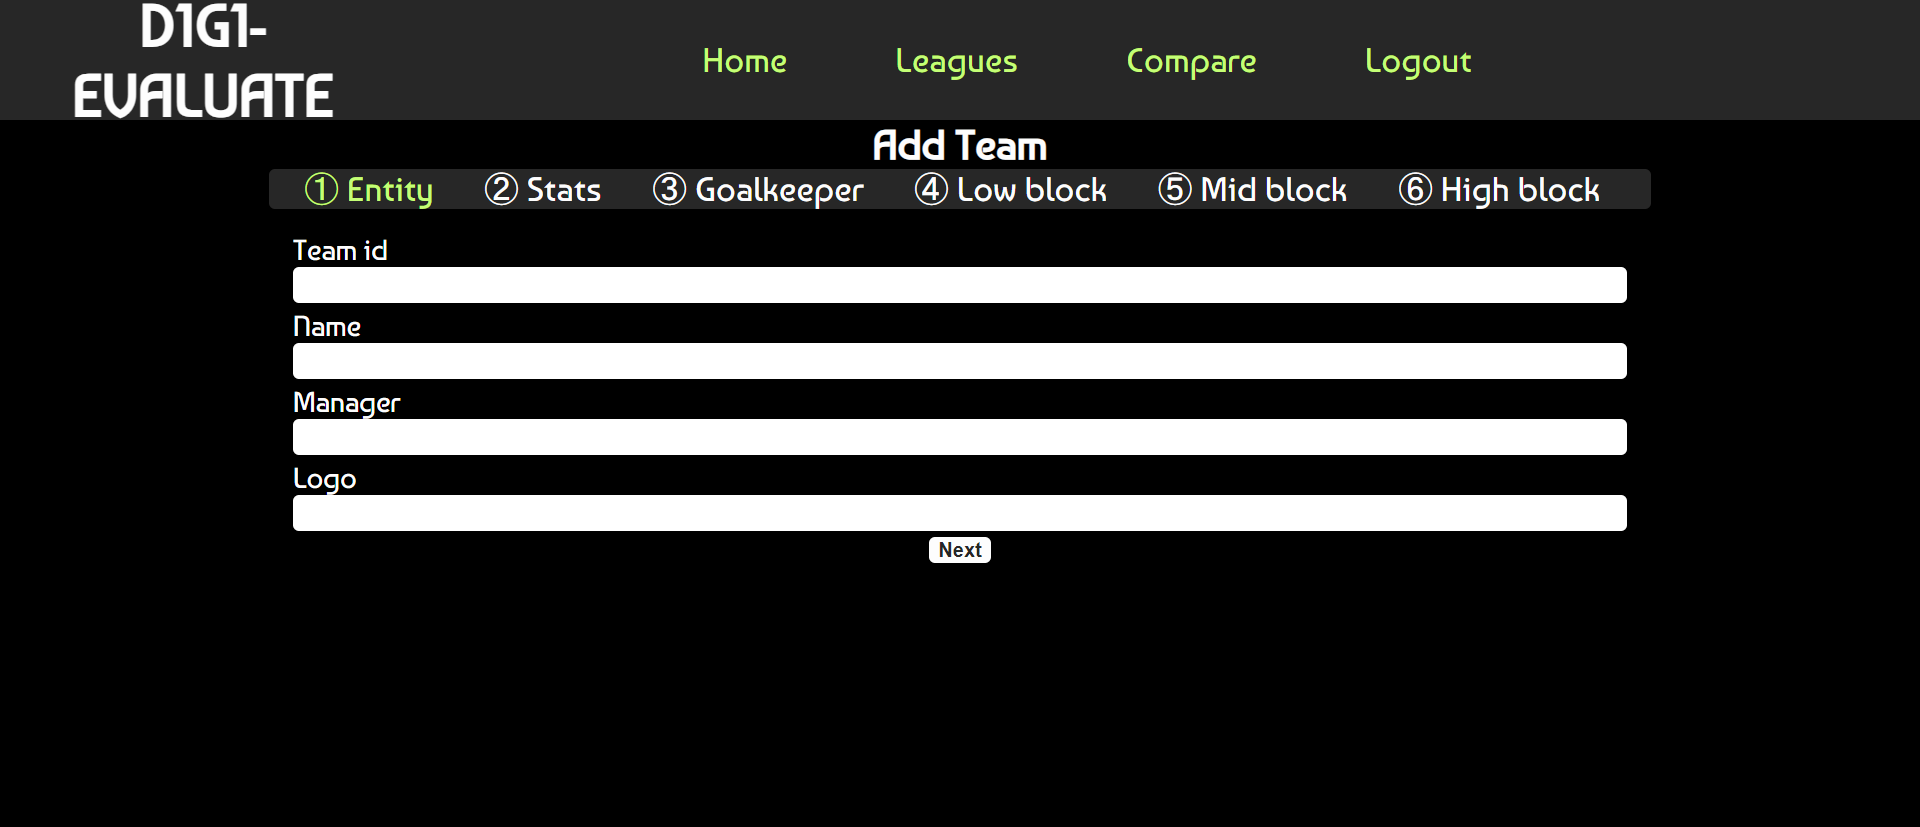 D1G1-
EVALUATE
Home Leagues Compare Logout
Add Team
① Entity ② Stats ③ Goalkeeper ④ Low block ⑤ Mid block ⑥ High block
Team id
Name
Manager
Logo
Next